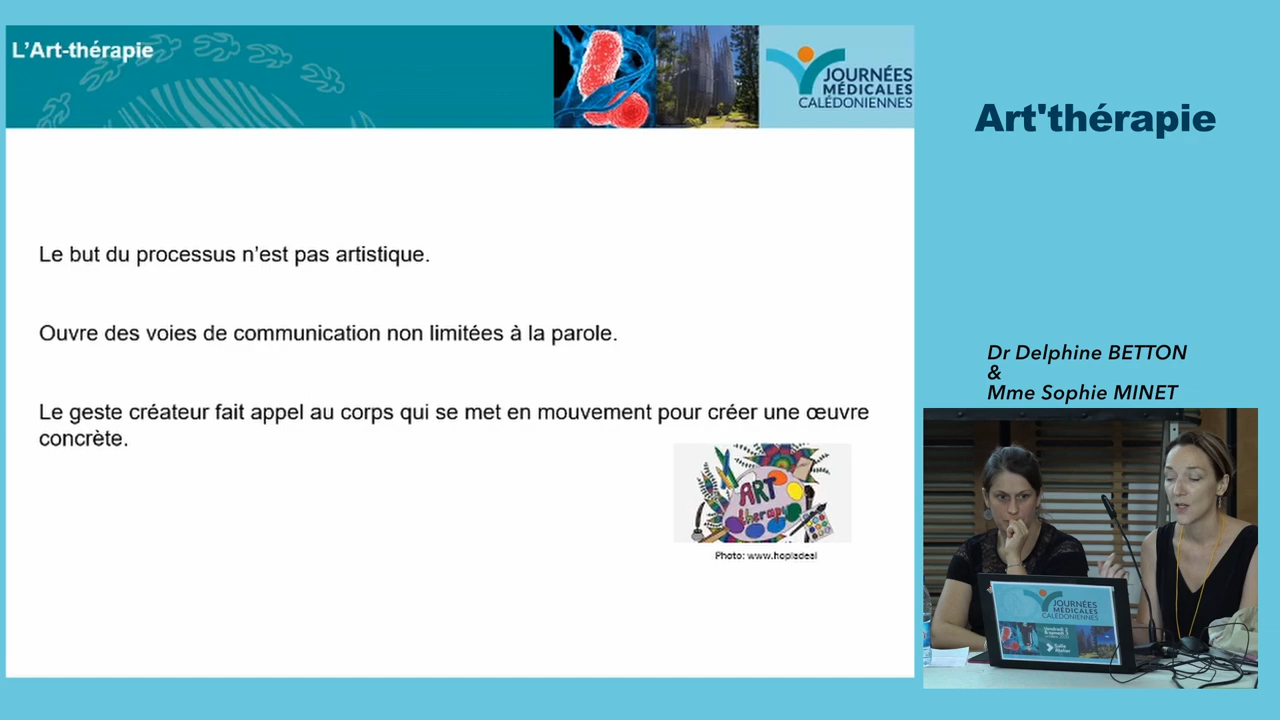 L'Art-thérapie
JOURNÉES
MÉDICALES
CALÉDONIENNES
Le but du processus n'est pas artistique.
Ouvre des voies de communication non limitées à la parole.
Le geste créateur fait appel au corps qui se met en mouvement pour créer une œuvre
concrète.
ART
therapy
Photo: www.hopladeal
Art'thérapie
Dr Delphine BETTON
&
Mme Sophie MINET
JOURNÉES
MÉDICALES
CALÉDONIENNES
Salle